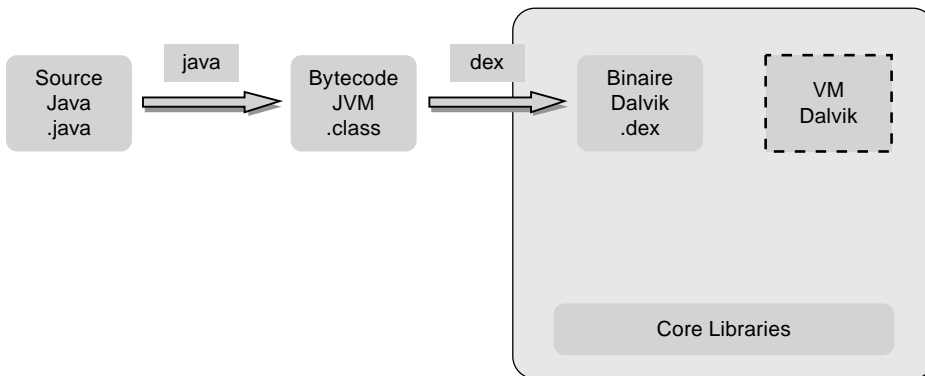 Source
Java
.java
java
Bytecode
JVM
.class
dex
Binaire
Dalvik
.dex
VM
Dalvik
Core Libraries